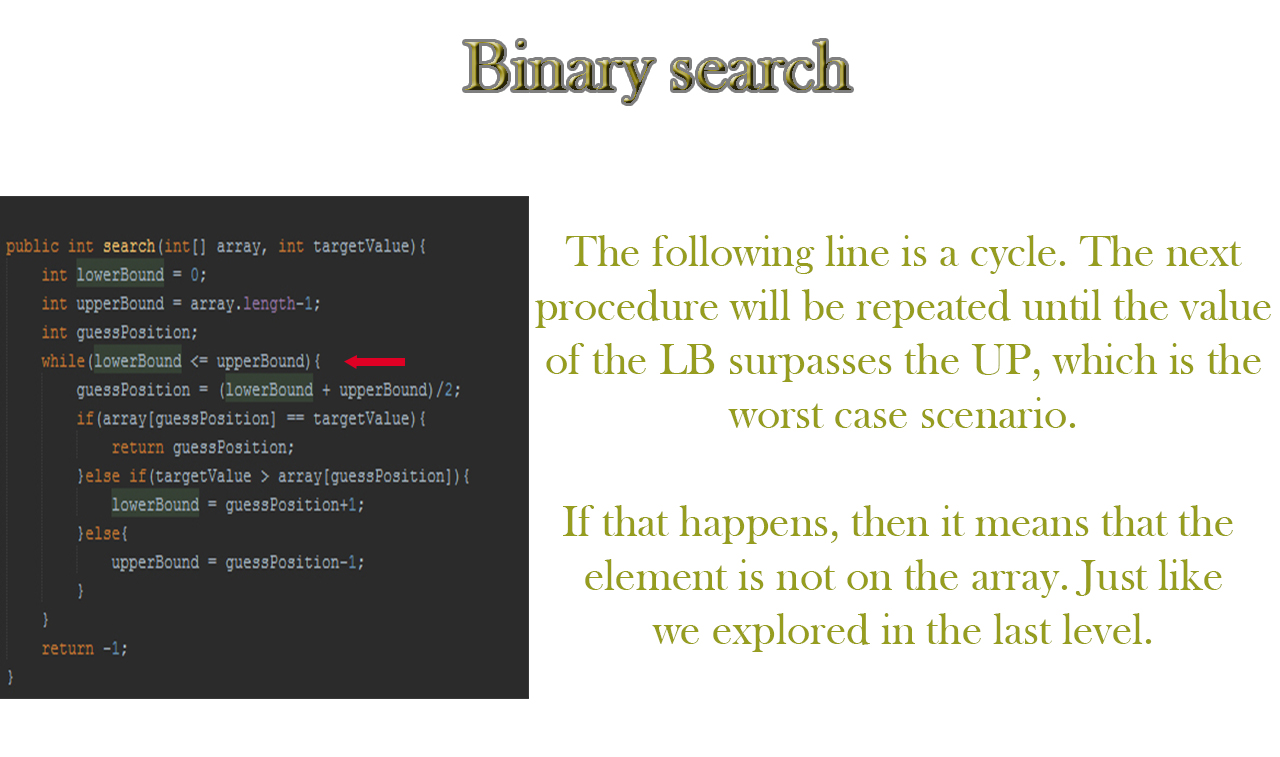 Binary search
public int search(int[] array, int targetValue){
int lowerBound = 0;
int upperBound = array.length-1;
int guessPosition;
while(lowerBound <= upperBound){
guessPosition = (lowerBound + upperBound)/2;
if(array[guessPosition] == targetValue){
return guessPosition;
}else if(targetValue > array[guessPosition]){
lowerBound = guessPosition+1;
}else{
upperBound = guessPosition-1;
}
}
return -1;
}
The following line is a cycle. The next
procedure will be repeated until the value
of the LB surpasses the UP, which is the
worst case scenario.
If that happens, then it means that the
element is not on the array. Just like
we explored in the last level.